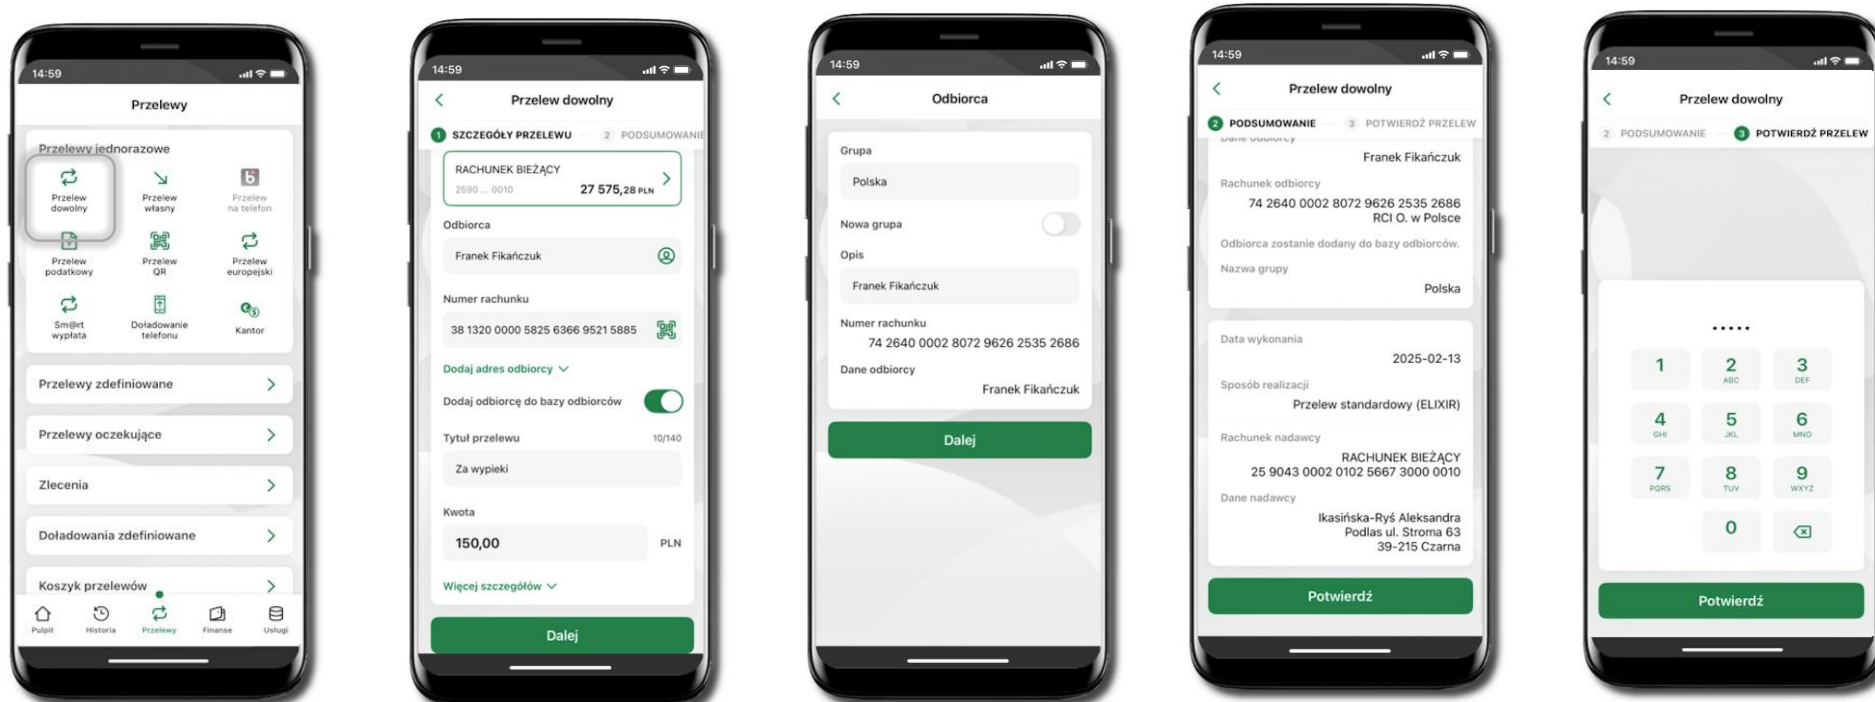 14:59
Przelewy
Przelewy jednorazowe
Przelew
dowolny
Przelew
własny
Przelew
na telefon
Przelew
podatkowy
Przelew
QR
Przelew
europejski
Sm@rt
wypłata
Doładowanie
telefonu
Kantor
Przelewy zdefiniowane
Przelewy oczekujące
Zlecenia
Doładowania zdefiniowane
Koszyk przelewów
Pulpit Historia Przelewy Finanse Usługi
14:59
Przelew dowolny
1 SZCZEGÓŁY PRZELEWU 2 PODSUMOWANIE
RACHUNEK BIEŻĄCY
2590 ... 0010 27 575,28 PLN
Odbiorca
Franek Fikańczuk
Numer rachunku
38 1320 0000 5825 6366 9521 5885
Dodaj adres odbiorcy
Dodaj odbiorcę do bazy odbiorców
Tytuł przelewu 10/140
Za wypieki
Kwota
150,00 PLN
Więcej szczegółów
Dalej
14:59
Odbiorca
Grupa
Polska
Nowa grupa
Opis
Franek Fikańczuk
Numer rachunku
74 2640 0002 8072 9626 2535 2686
Dane odbiorcy
Franek Fikańczuk
Dalej
14:59
Przelew dowolny
2 PODSUMOWANIE 3 POTWIERDŹ PRZELEW
Dane odbiorcy
Franek Fikańczuk
Rachunek odbiorcy
74 2640 0002 8072 9626 2535 2686
RCI O. w Polsce
Odbiorca zostanie dodany do bazy odbiorców.
Nazwa grupy
Polska
Data wykonania
2025-02-13
Sposób realizacji
Przelew standardowy (ELIXIR)
Rachunek nadawcy
RACHUNEK BIEŻĄCY
25 9043 0002 0102 5667 3000 0010
Dane nadawcy
Ikasińska-Ryś Aleksandra
Podlas ul. Stroma 63
39-215 Czarna
Potwierdź
14:59
Przelew dowolny
2 PODSUMOWANIE 3 POTWIERDŹ PRZELEW
•••••
1 2 3
ABC DEF
4 5 6
GHI JKL MNO
7 8 9
PQRS TUV WXYZ
0
Potwierdź